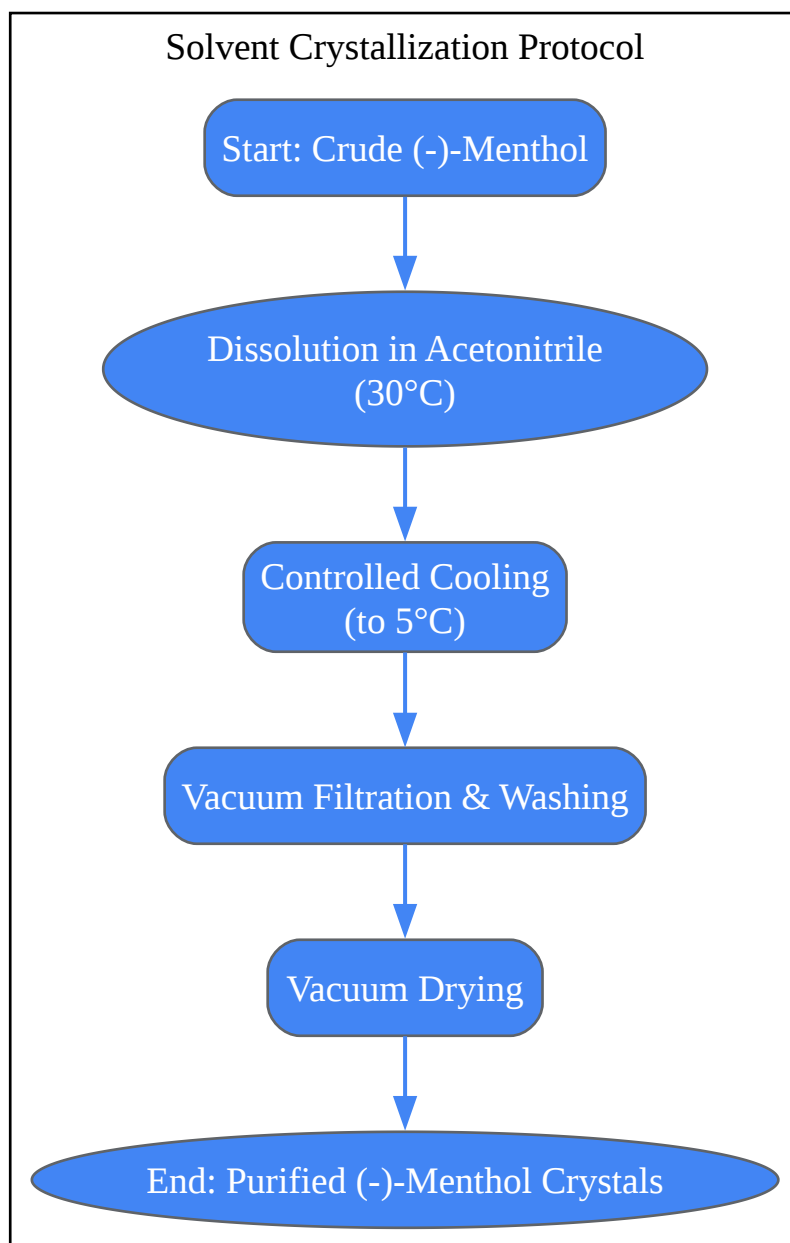 Solvent Crystallization Protocol
Start: Crude (-)-Menthol
Dissolution in Acetonitrile
(30°C)
Controlled Cooling
(to 5°C)
Vacuum Filtration & Washing
Vacuum Drying
End: Purified (-)-Menthol Crystals